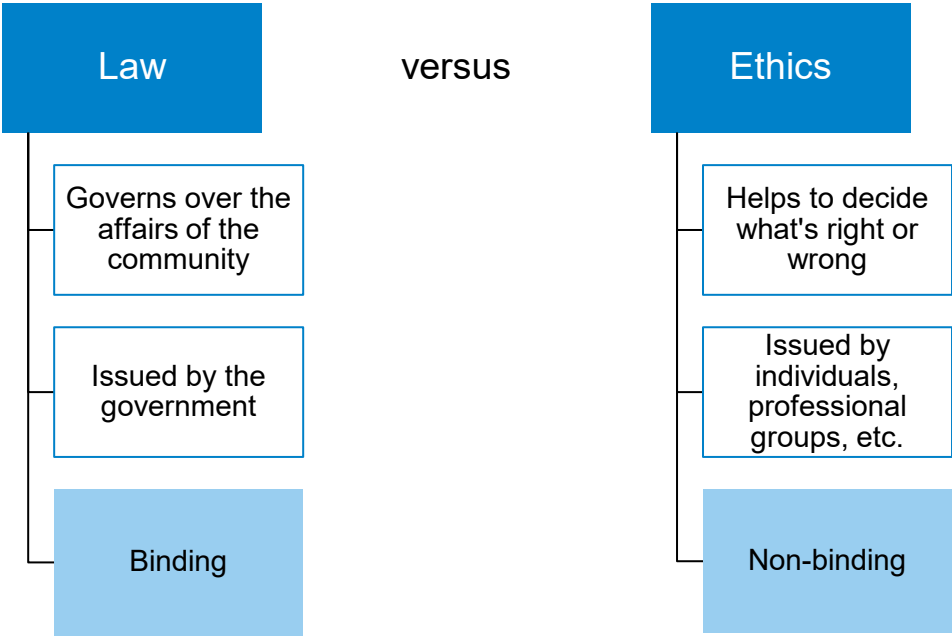 Law
versus
Ethics
Governs over the
affairs of the
community
Helps to decide
what's right or
wrong
Issued by the
government
Issued by
individuals,
professional
groups, etc.
Binding
Non-binding